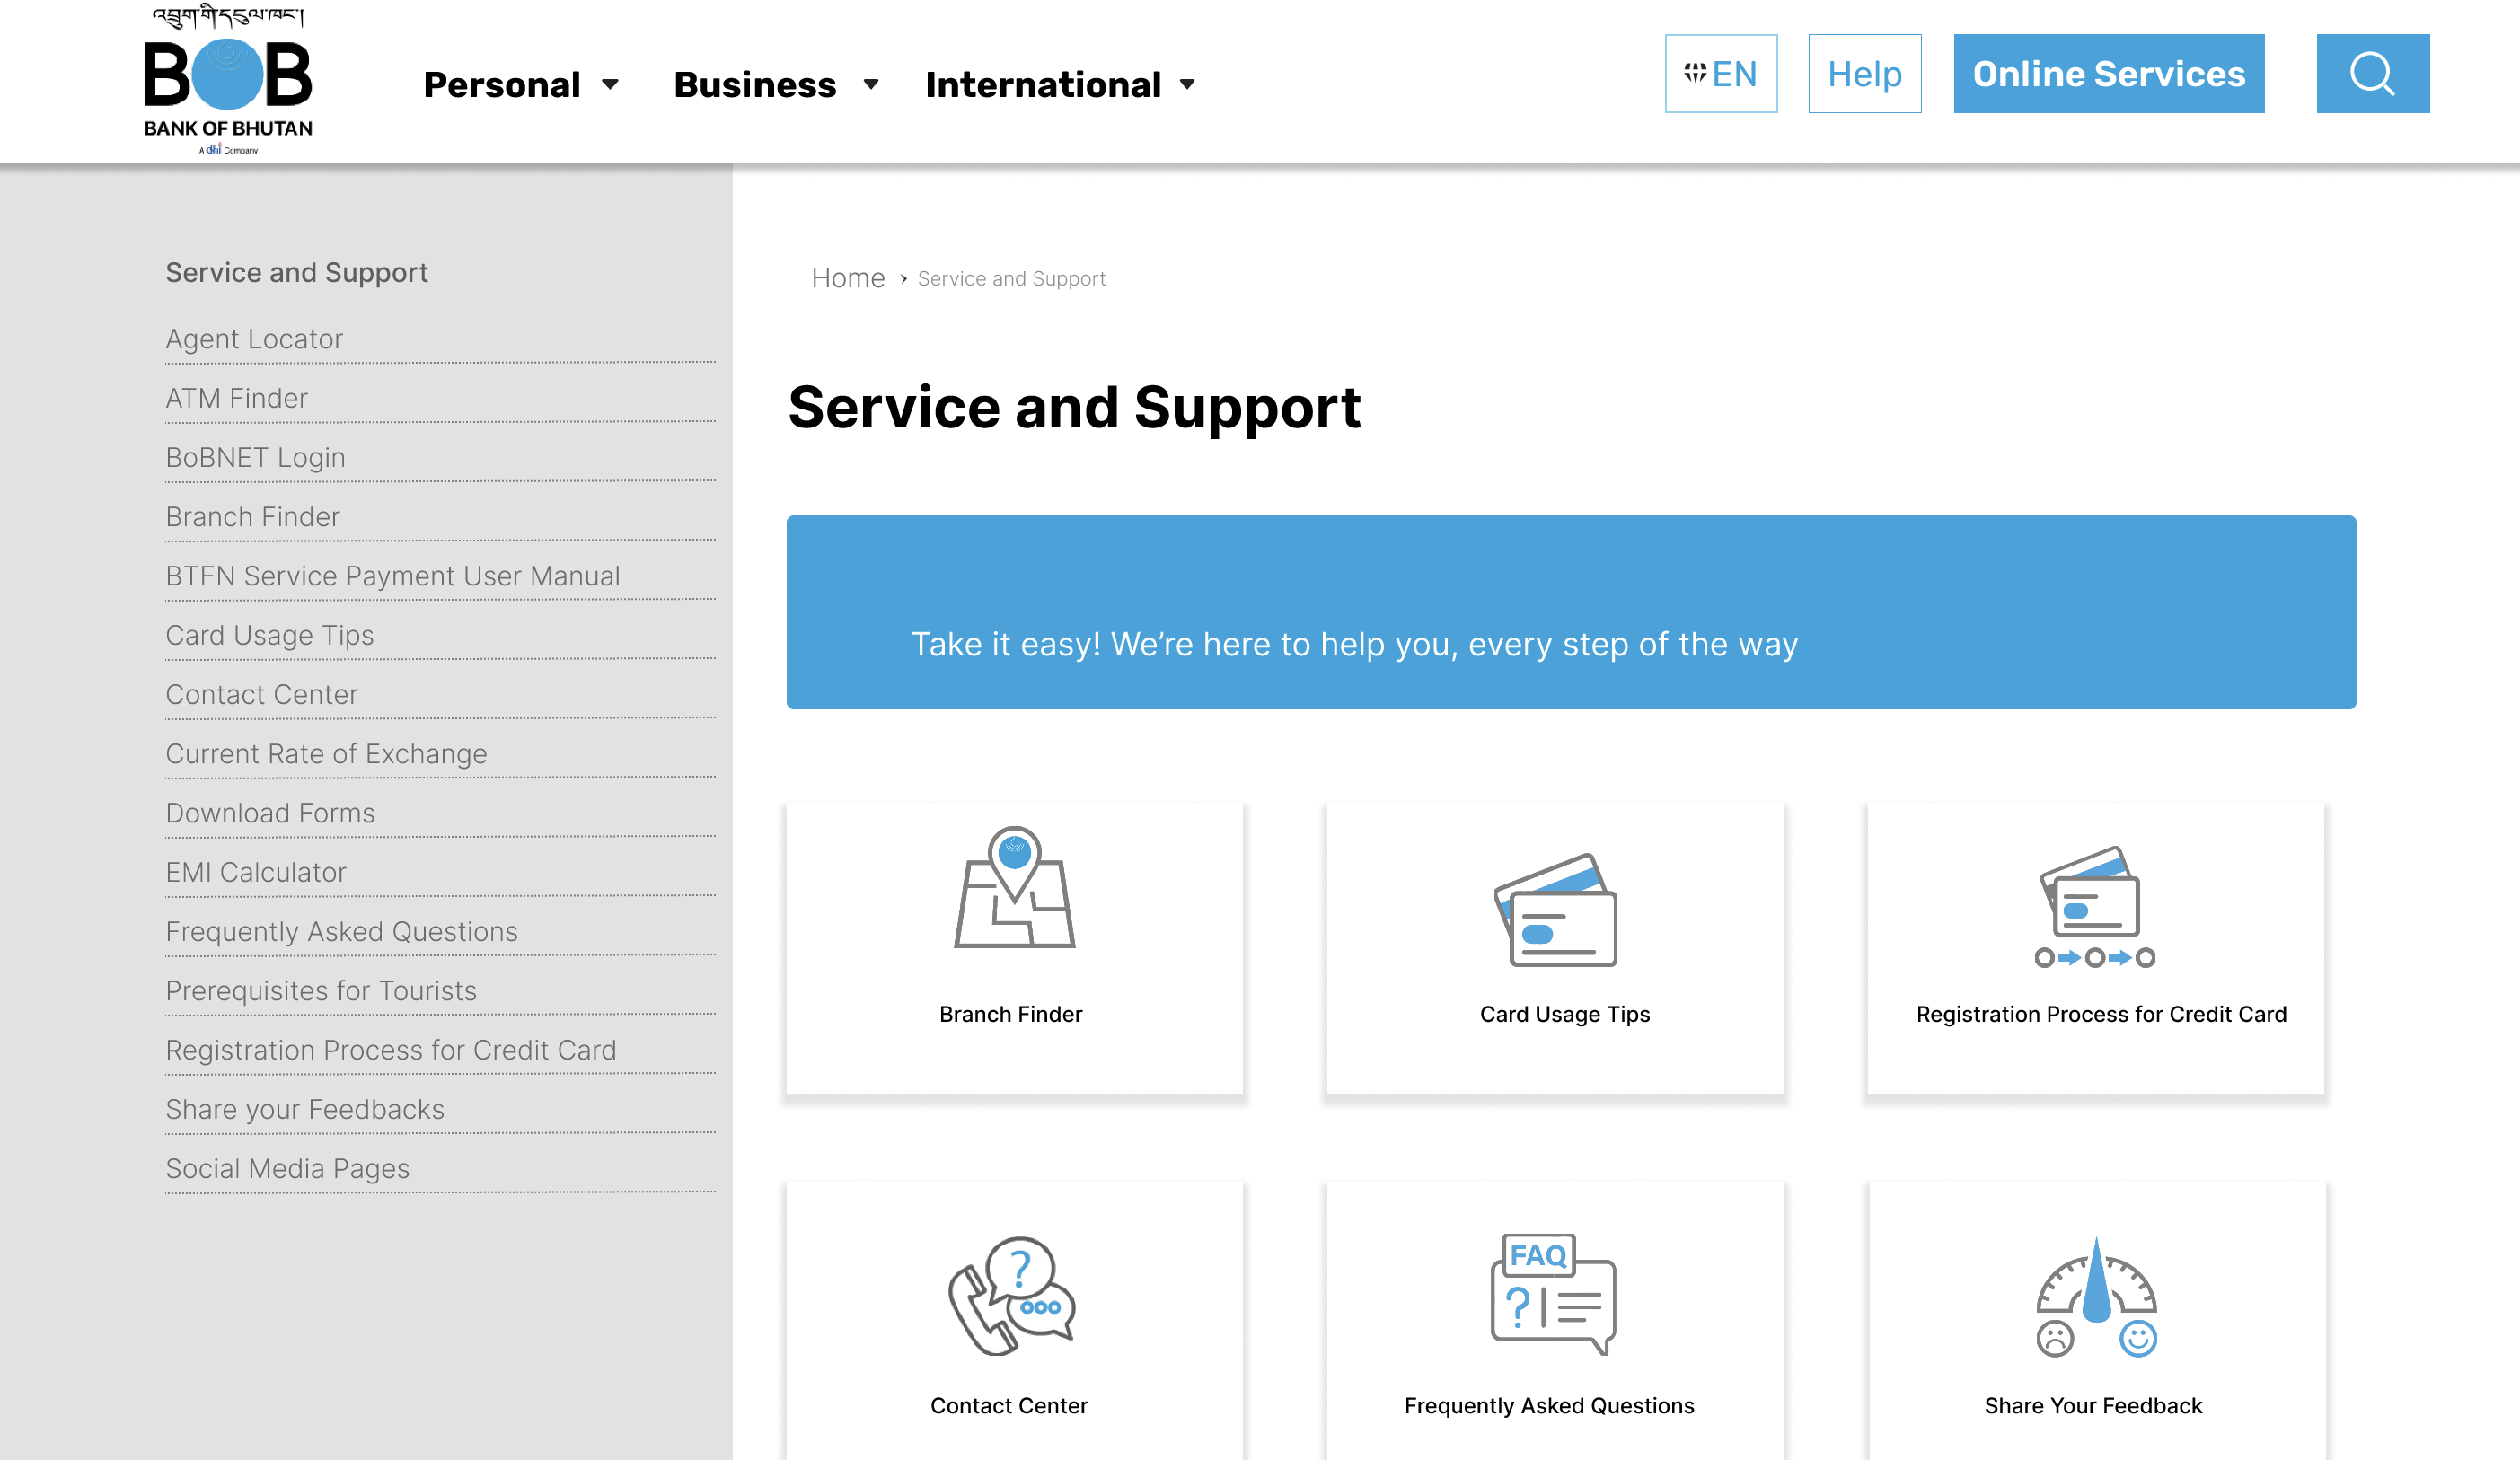 འབྲུག་གི་དངུལ་ཁང་།
BOB
BANK OF BHUTAN
A dhi Company
Personal
Business
International
EN
Help
Online Services
Service and Support
Agent Locator
ATM Finder
BoBNET Login
Branch Finder
BTFN Service Payment User Manual
Card Usage Tips
Contact Center
Current Rate of Exchange
Download Forms
EMI Calculator
Frequently Asked Questions
Prerequisites for Tourists
Registration Process for Credit Card
Share your Feedbacks
Social Media Pages
Home › Service and Support
Service and Support
Take it easy! We’re here to help you, every step of the way
Branch Finder
Card Usage Tips
Registration Process for Credit Card
?
FAQ
?
Contact Center
Frequently Asked Questions
Share Your Feedback